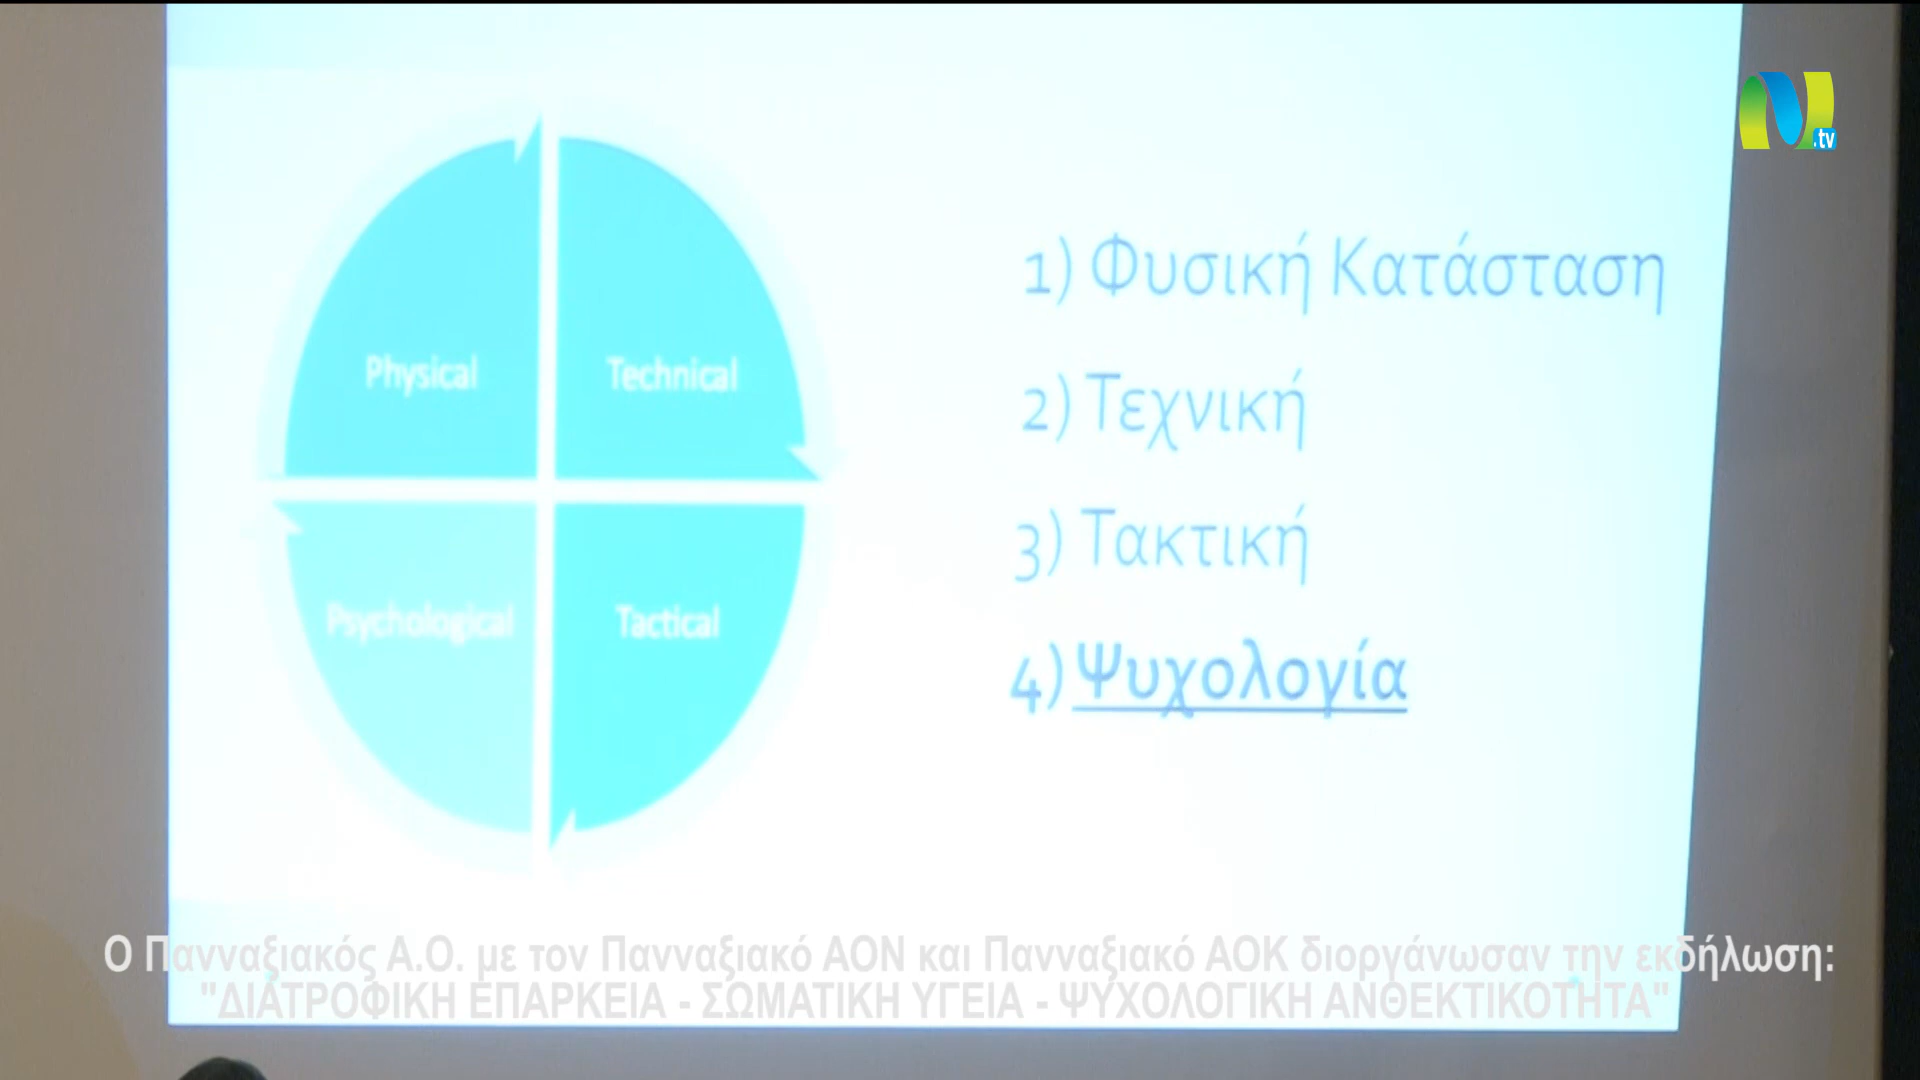 N.tv
Physical
Technical
Psychological
Tactical
1) Φυσική Κατάσταση
2) Τεχνική
3) Τακτική
4) Ψυχολογία
Ο Πανναξιακός Α.Ο. με τον Πανναξιακό ΑΟΝ και Πανναξιακό ΑΟΚ διοργάνωσαν την εκδήλωση:
"ΔΙΑΤΡΟΦΙΚΗ ΕΠΑΡΚΕΙΑ - ΣΩΜΑΤΙΚΗ ΥΓΕΙΑ - ΨΥΧΟΛΟΓΙΚΗ ΑΝΘΕΚΤΙΚΟΤΗΤΑ"